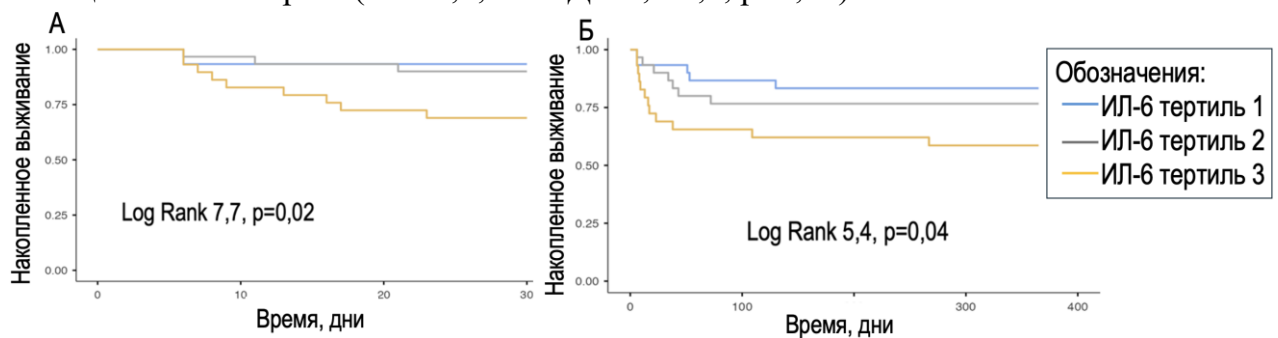 А
Накопленное выживание
1.00
0.75
0.50
0.25
0.00
Log Rank 7,7, p=0,02
0
10
20
30
Время, дни
Б
Накопленное выживание
1.00
0.75
0.50
0.25
0.00
Log Rank 5,4, p=0,04
0
100
300
400
Время, дни
Обозначения:
ИЛ-6 тертиль 1
ИЛ-6 тертиль 2
ИЛ-6 тертиль 3